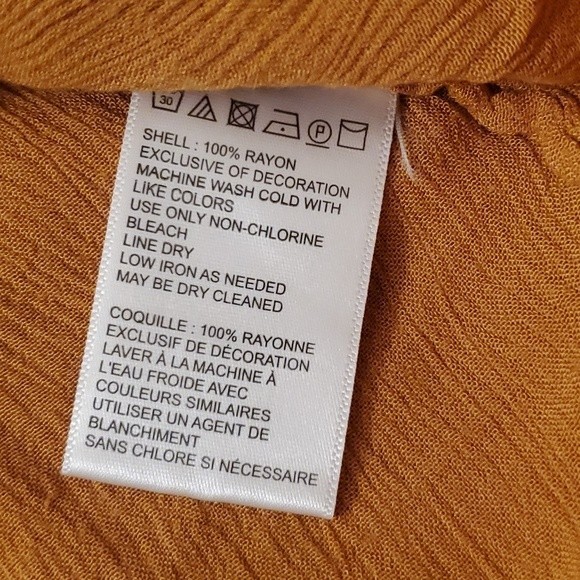 30
P
SHELL : 100% RAYON
EXCLUSIVE OF DECORATION
MACHINE WASH COLD WITH
LIKE COLORS
USE ONLY NON-CHLORINE
BLEACH
LINE DRY
LOW IRON AS NEEDED
MAY BE DRY CLEANED
COQUILLE : 100% RAYONNE
EXCLUSIF DE DÉCORATION
LAVER À LA MACHINE À
L'EAU FROIDE AVEC
COULEURS SIMILAIRES
UTILISER UN AGENT DE
BLANCHIMENT
SANS CHLORE SI NÉCESSAIRE